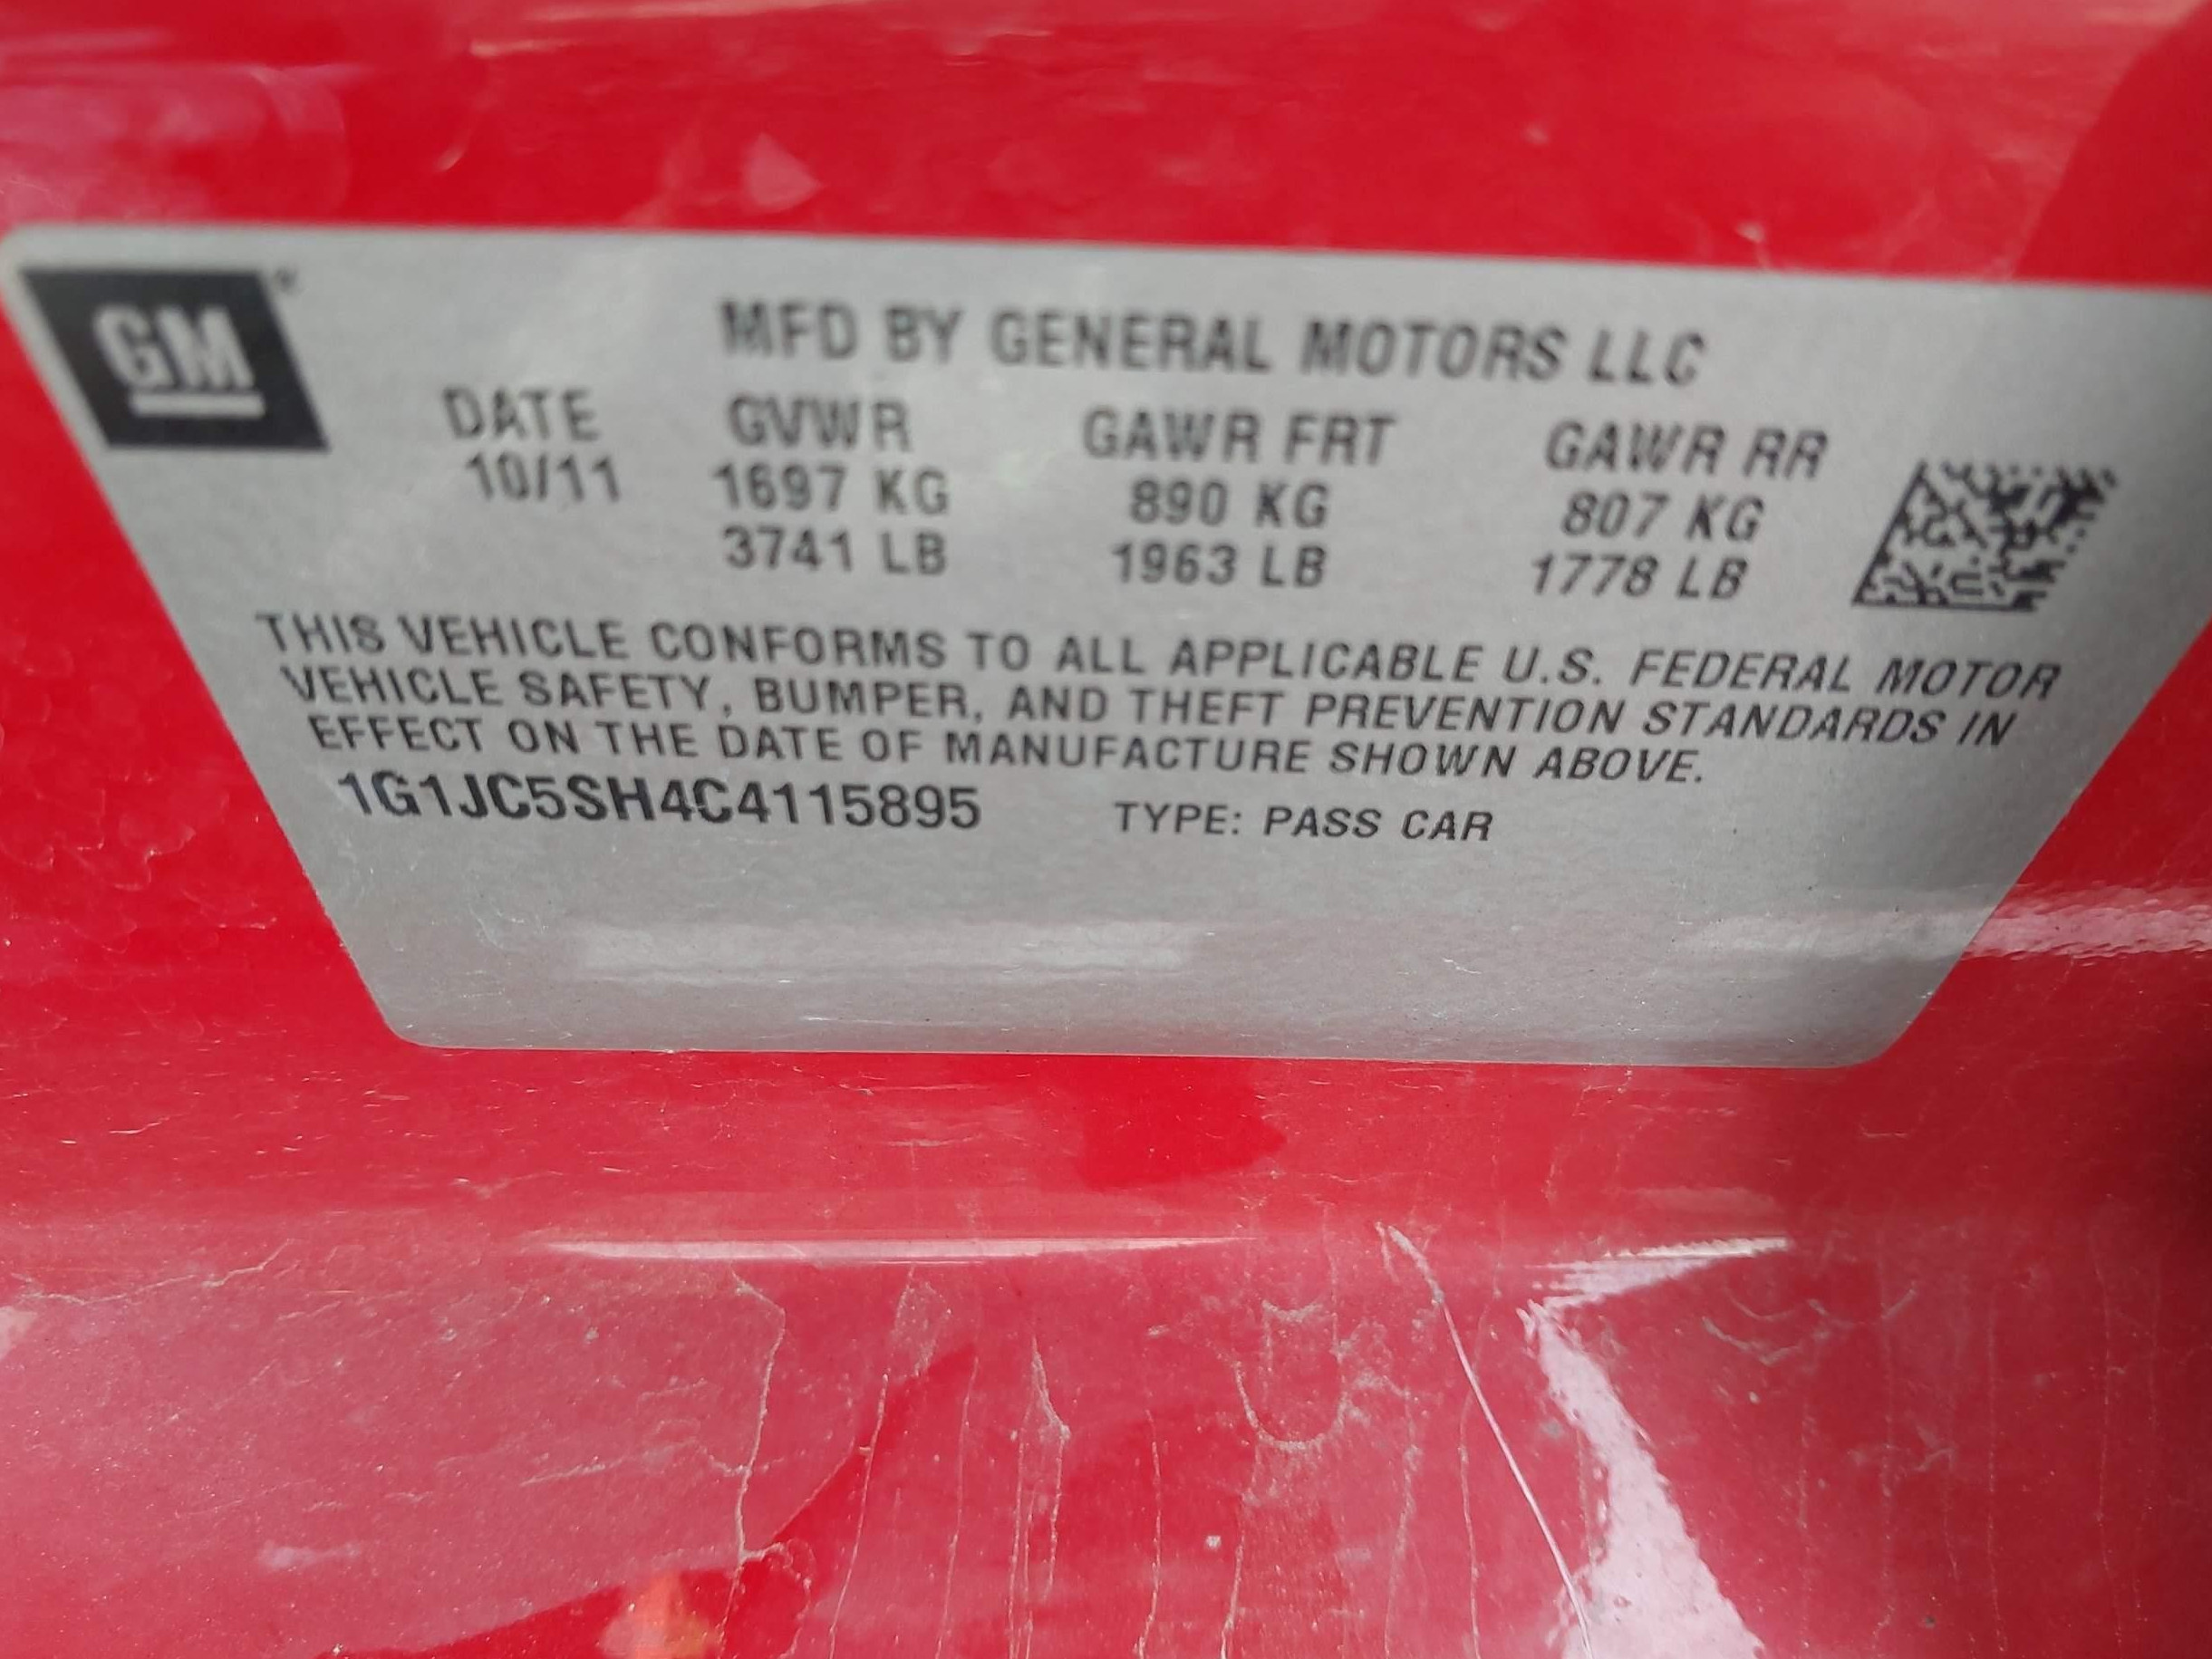 GM
MFD BY GENERAL MOTORS LLC
DATE GVWR GAWR FRT GAWR RR
10/11 1697 KG 890 KG 807 KG
3741 LB 1963 LB 1778 LB
THIS VEHICLE CONFORMS TO ALL APPLICABLE U.S. FEDERAL MOTOR
VEHICLE SAFETY, BUMPER, AND THEFT PREVENTION STANDARDS IN
EFFECT ON THE DATE OF MANUFACTURE SHOWN ABOVE.
1G1JC5SH4C4115895 TYPE: PASS CAR